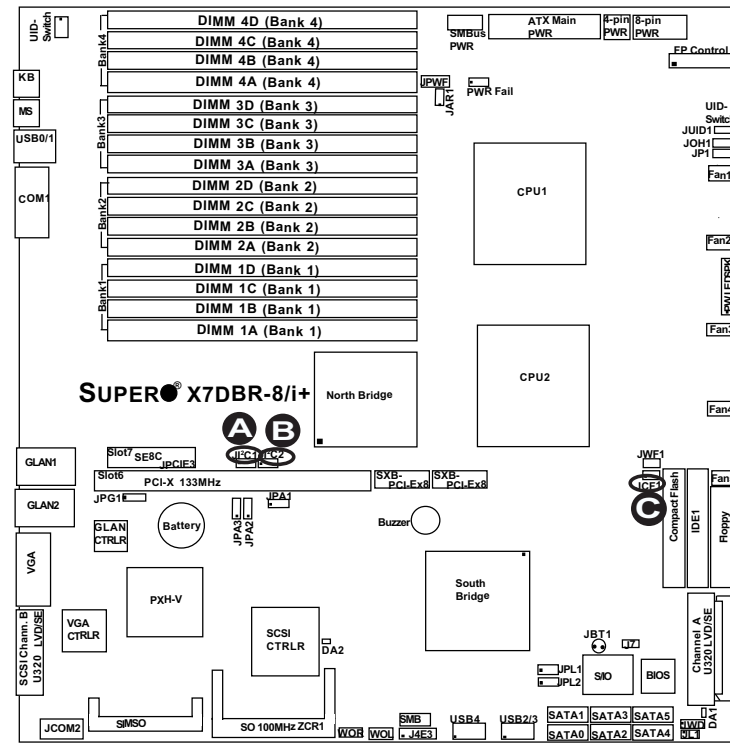 UID-
Switch
Bank4
DIMM 4D (Bank 4)
DIMM 4C (Bank 4)
DIMM 4B (Bank 4)
DIMM 4A (Bank 4)
Bank3
DIMM 3D (Bank 3)
DIMM 3C (Bank 3)
DIMM 3B (Bank 3)
DIMM 3A (Bank 3)
Bank2
DIMM 2D (Bank 2)
DIMM 2C (Bank 2)
DIMM 2B (Bank 2)
DIMM 2A (Bank 2)
Bank1
DIMM 1D (Bank 1)
DIMM 1C (Bank 1)
DIMM 1B (Bank 1)
DIMM 1A (Bank 1)
SMBus
PWR
ATX Main
PWR
4-pin
PWR
8-pin
PWR
FP Control
JPWF
JAR1
PWR Fail
KB
MS
USB0/1
COM1
UID-
Switch
JUID1
JOH1
JP1
Fan1
Fan2
PWLED
SPK
Fan3
Fan4
CPU1
CPU2
North Bridge
SUPER® X7DBR-8/i+
A
B
JI²C1
I²C2
GLAN1
GLAN2
VGA
SCSI Chann. B
U320 LVD/SE
Slot7
SE8C
JPCIE3
Slot6
PCI-X 133MHz
SXB-
PCI-Ex8
SXB-
PCI-Ex8
JWF1
JCF1
C
Compact Flash
IDE1
Fan
Floppy
JPG1
GLAN
CTRLR
Battery
JPA3
JPA2
JPA1
Buzzer
PXH-V
VGA
CTRLR
SCSI
CTRLR
DA2
South
Bridge
JBT1
J7
JPL1
JPL2
S/IO
BIOS
Channel A
U320 LVD/SE
DA1
JCOM2
SIMSO
SO 100MHz ZCR1
WOR
WOL
SMB
J4E3
USB4
USB2/3
SATA1
SATA3
SATA5
SATA0
SATA2
SATA4
JWD
JL1